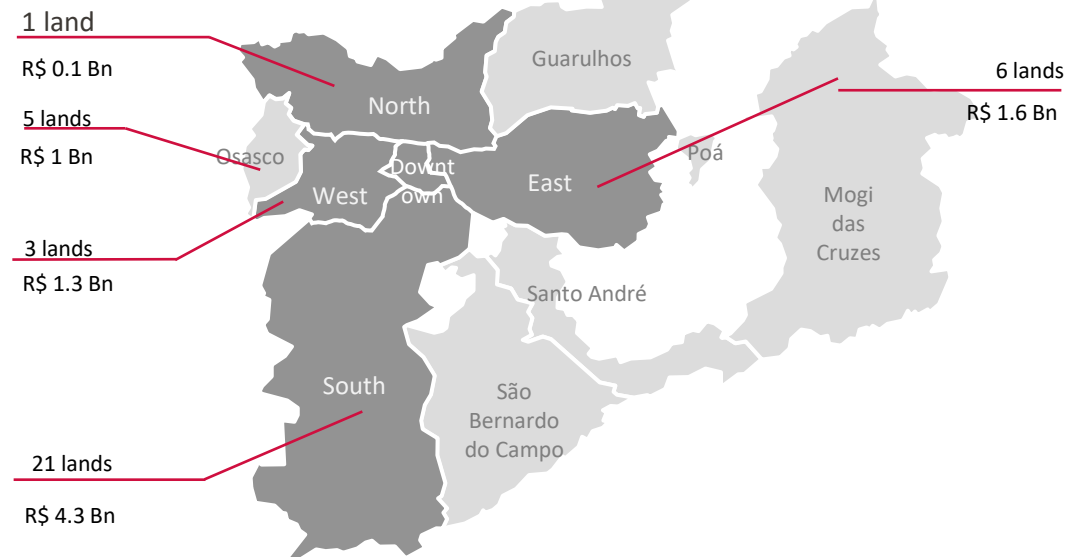 1 land
R$ 0.1 Bn
5 lands
R$ 1 Bn
3 lands
R$ 1.3 Bn
21 lands
R$ 4.3 Bn
6 lands
R$ 1.6 Bn
Guarulhos
North
Osasco
West
Downt
own
East
Poá
Mogi
das
Cruzes
Santo André
South
São
Bernardo
do Campo